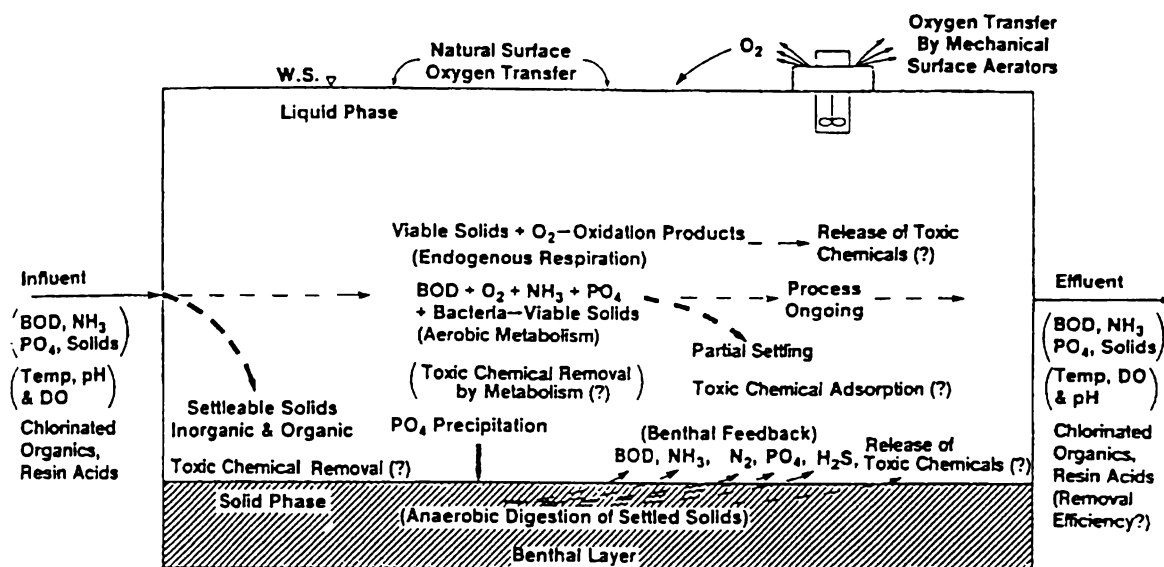 Natural Surface
Oxygen Transfer
O2
Oxygen Transfer
By Mechanical
Surface Aerators
W.S.
Liquid Phase
Viable Solids + O2—Oxidation Products
(Endogenous Respiration)
Release of Toxic
Chemicals (?)
Influent
BOD + O2 + NH3 + PO4
+ Bacteria—Viable Solids
(Aerobic Metabolism)
Process
Ongoing
Effluent
(BOD, NH3
PO4, Solids)
(Temp, pH
& DO)
Chlorinated
Organics,
Resin Acids
Partial Settling
(Toxic Chemical Removal
by Metabolism (?))
Toxic Chemical Adsorption (?)
Settleable Solids
Inorganic & Organic
PO4 Precipitation
(Benthal Feedback)
BOD, NH3, N2, PO4, H2S,
Release of
Toxic Chemicals (?)
Toxic Chemical Removal (?)
(BOD, NH3
PO4, Solids)
(Temp, DO
& pH)
Chlorinated
Organics,
Resin Acids
(Removal
Efficiency?)
Solid Phase
(Anaerobic Digestion of Settled Solids)
Benthal Layer